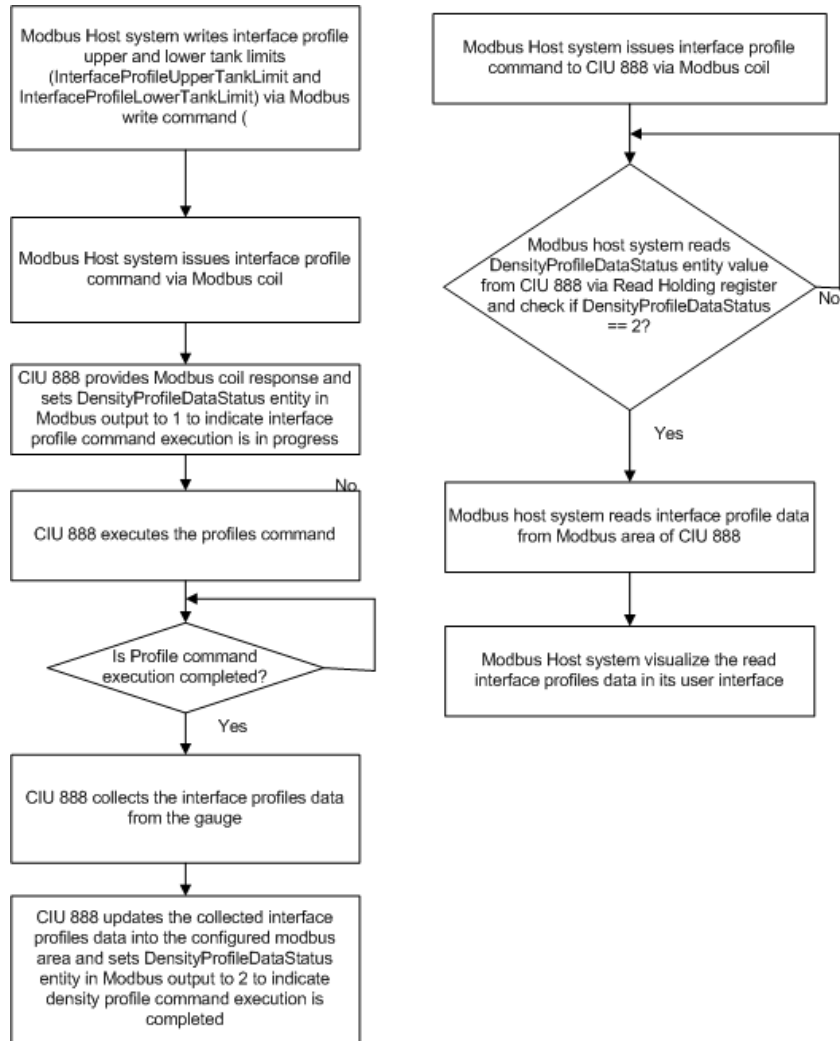 Modbus Host system writes interface profile
upper and lower tank limits
(InterfaceProfileUpperTankLimit and
InterfaceProfileLowerTankLimit) via Modbus
write command (
Modbus Host system issues interface profile
command via Modbus coil
CIU 888 provides Modbus coil response and
sets DensityProfileDataStatus entity in
Modbus output to 1 to indicate interface
profile command execution is in progress
No
CIU 888 executes the profiles command
Is Profile command
execution completed?
Yes
CIU 888 collects the interface profiles data
from the gauge
CIU 888 updates the collected interface
profiles data into the configured modbus
area and sets DensityProfileDataStatus
entity in Modbus output to 2 to indicate
density profile command execution is
completed
Modbus Host system issues interface profile
command to CIU 888 via Modbus coil
Modbus host system reads
DensityProfileDataStatus entity value
from CIU 888 via Read Holding register
and check if DensityProfileDataStatus
== 2?
No
Yes
Modbus host system reads interface profile data
from Modbus area of CIU 888
Modbus Host system visualize the read
interface profiles data in its user interface